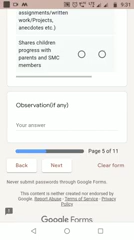 9:31
assignments/written
work/Projects,
anecdotes etc.)
Shares children
progress with
parents and SMC
members
Observation(if any)
Your answer
Page 5 of 11
Back Next Clear form
Never submit passwords through Google Forms.
This content is neither created nor endorsed by
Google. Report Abuse - Terms of Service - Privacy
Policy
Google Forms